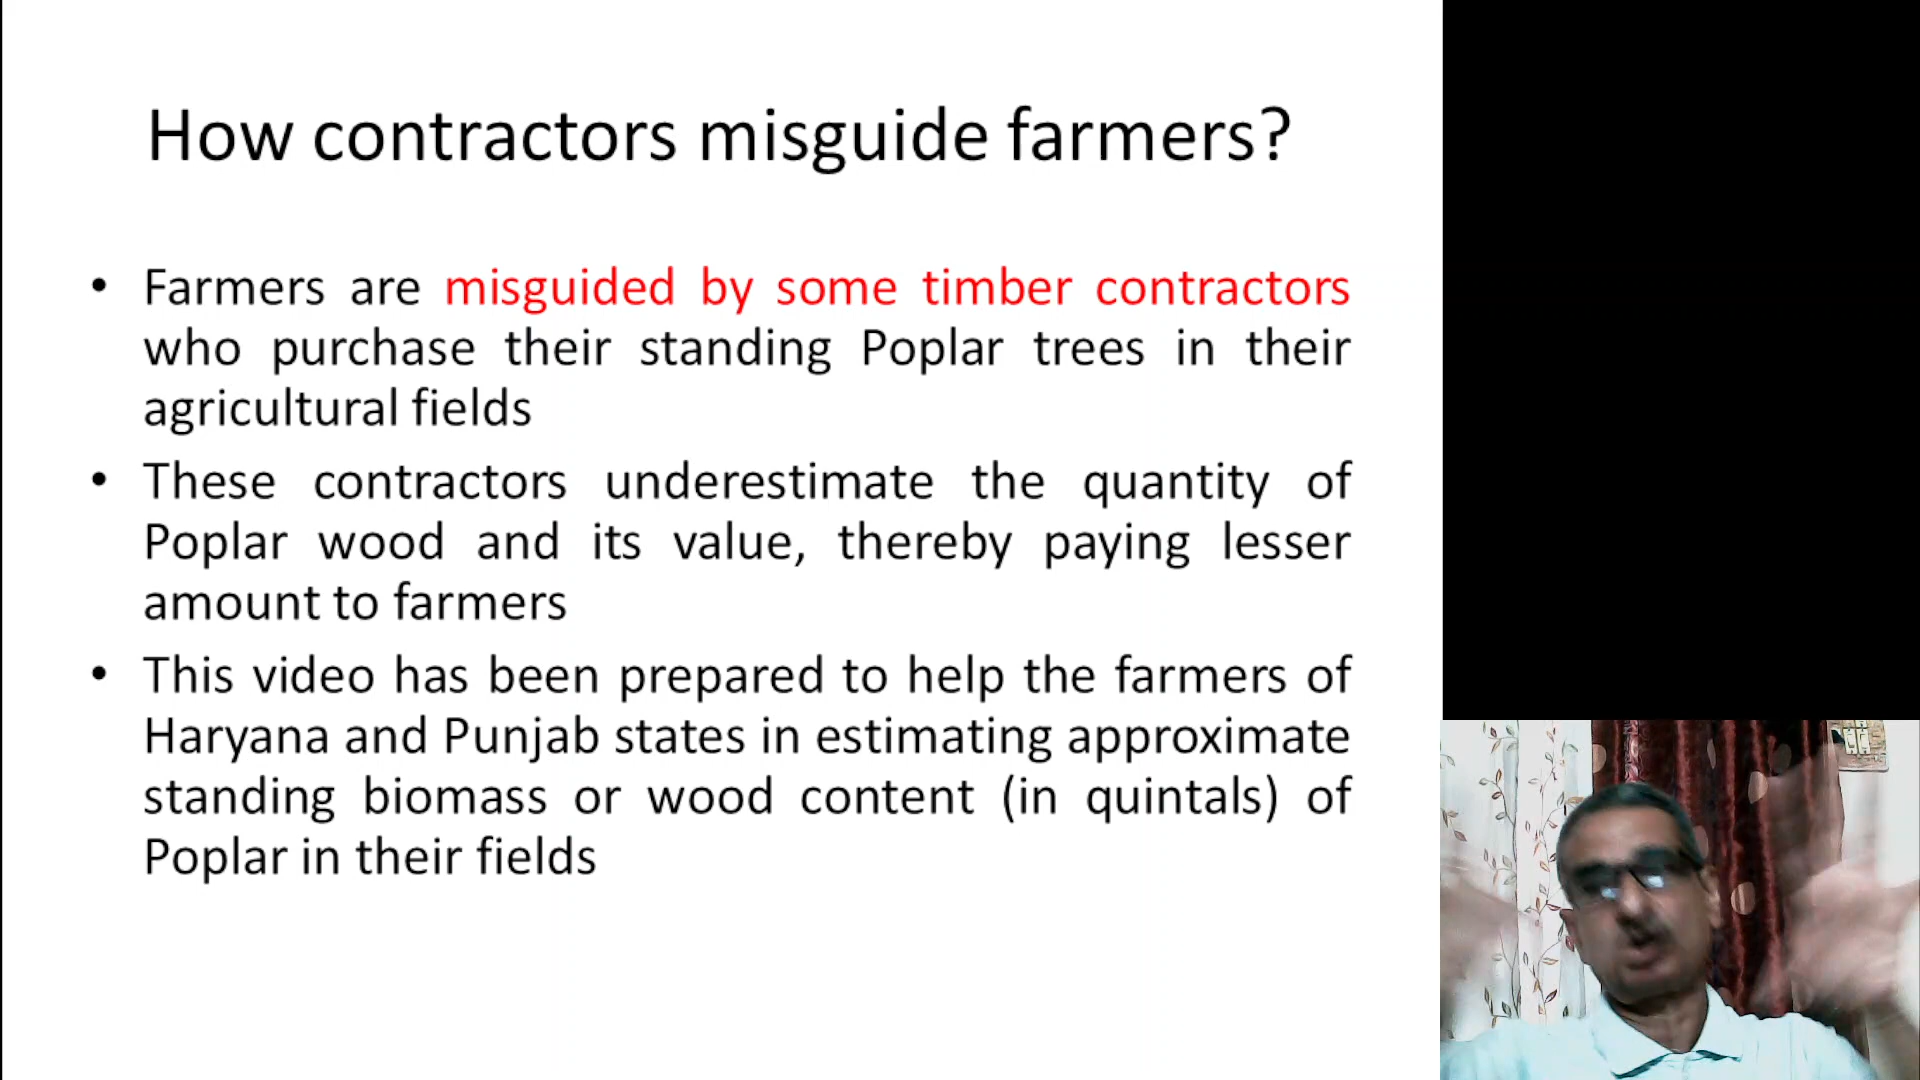 How contractors misguide farmers?
• Farmers are misguided by some timber contractors
who purchase their standing Poplar trees in their
agricultural fields
• These contractors underestimate the quantity of
Poplar wood and its value, thereby paying lesser
amount to farmers
• This video has been prepared to help the farmers of
Haryana and Punjab states in estimating approximate
standing biomass or wood content (in quintals) of
Poplar in their fields